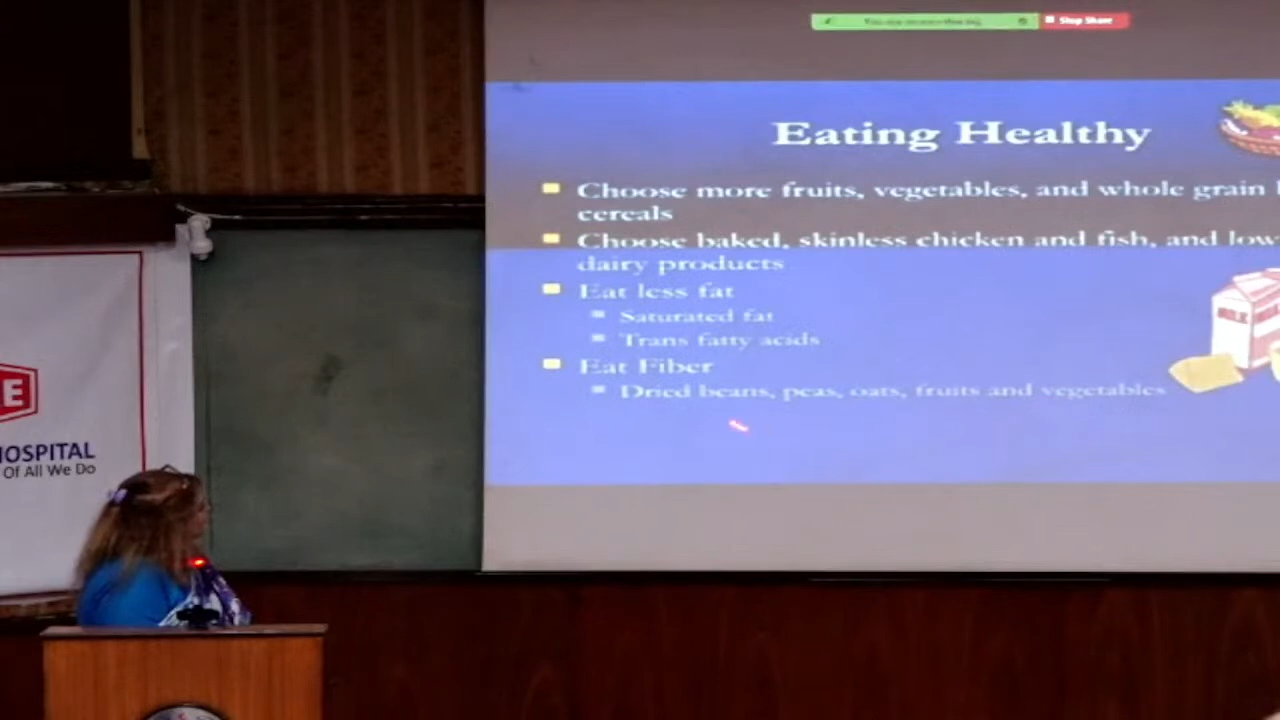 Stop Share
Eating Healthy
Choose more fruits, vegetables, and whole grain
cereals
Choose baked, skinless chicken and fish, and low
dairy products
Eat less fat
Saturated fat
Trans fatty acids
Eat Fiber
Dried beans, peas, oats, fruits and vegetables
E
HOSPITAL
Of All We Do